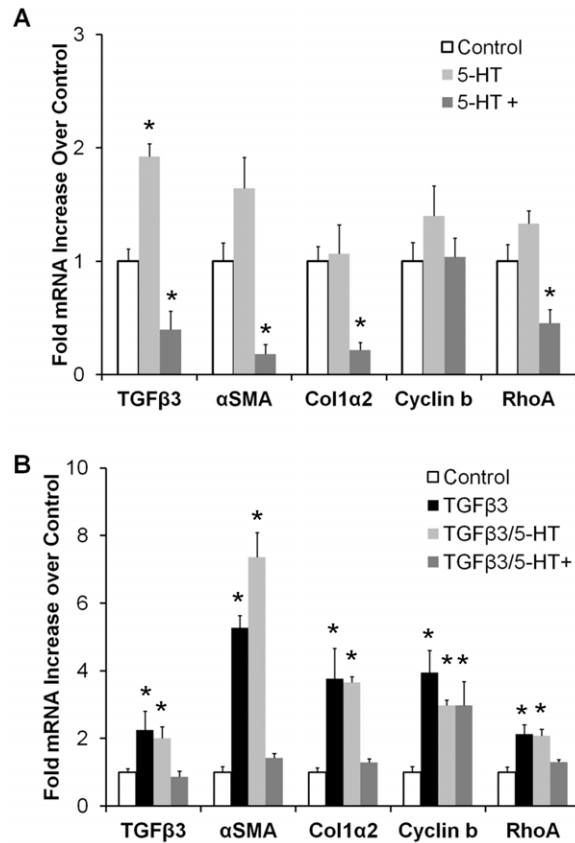 A
Fold mRNA Increase Over Control
3
2
1
0
Control
5-HT
5-HT +
*
*
*
*
*
TGFβ3 αSMA Col1α2 Cyclin b RhoA
B
Fold mRNA Increase over Control
10
8
6
4
2
0
Control
TGFβ3
TGFβ3/5-HT
TGFβ3/5-HT+
* *
* *
* *
* * *
* *
TGFβ3 αSMA Col1α2 Cyclin b RhoA